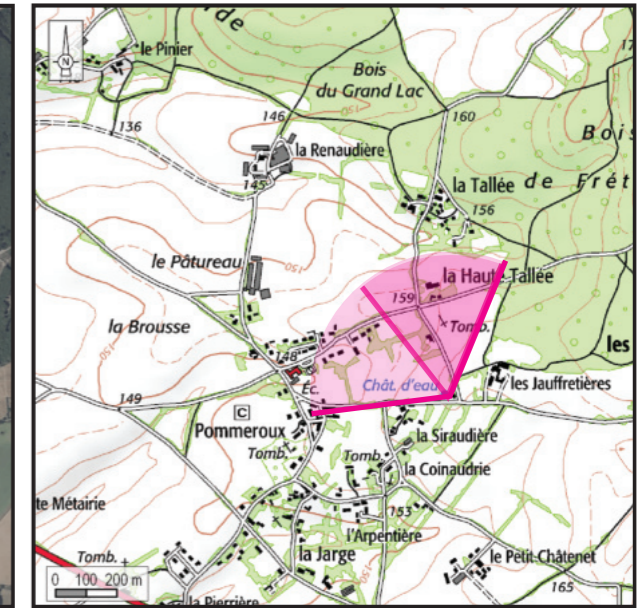 de
le Pinier
N
Bois
du Grand Lac
146
160
136
Bois
la Renaudière
145
la Tallée
de Frét
156
150
le Pâtureau
la Haute Tallée
159
Tomb.
la Brousse
148
les
Éc.
Chât. d'eau
les Jauffretières
149
C
Pommeroux
la Siraudière
Tomb.
Tomb.
la Coinaudrie
te Métairie
153
l'Arpentière
Tomb.
la Jarge
le Petit Châtenet
0 100 200 m
165
la Pierrière